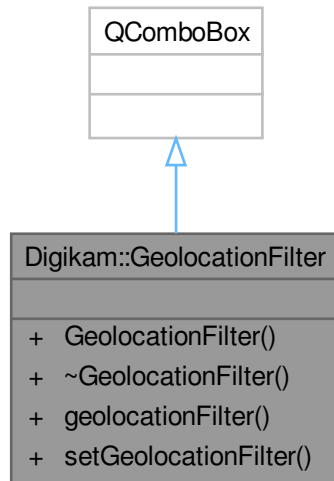 QComboBox
Digikam::GeolocationFilter
+ GeolocationFilter()
+ ~GeolocationFilter()
+ geolocationFilter()
+ setGeolocationFilter()